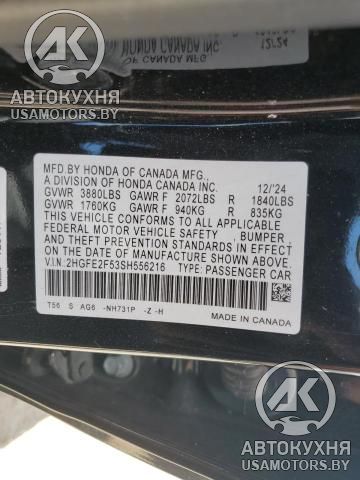 АВТОКУХНЯ
USAMOTORS.BY
MFD.BY HONDA OF CANADA MFG.,
A DIVISION OF HONDA CANADA INC. 12/'24
GVWR 3880LBS GAWR F 2072LBS R 1840LBS
GVWR 1760KG GAWR F 940KG R 835KG
THIS VEHICLE CONFORMS TO ALL APPLICABLE
FEDERAL MOTOR VEHICLE SAFETY , BUMPER ,
AND THEFT PREVENTION STANDARDS IN EFFECT
ON THE DATE OF MANUFACTURE SHOWN ABOVE.
V.I.N. 2HGFE2F53SH556216 TYPE: PASSENGER CAR
T56 S AG6 -NH731P -Z -H
MADE IN CANADA
АВТОКУХНЯ
USAMOTORS.BY